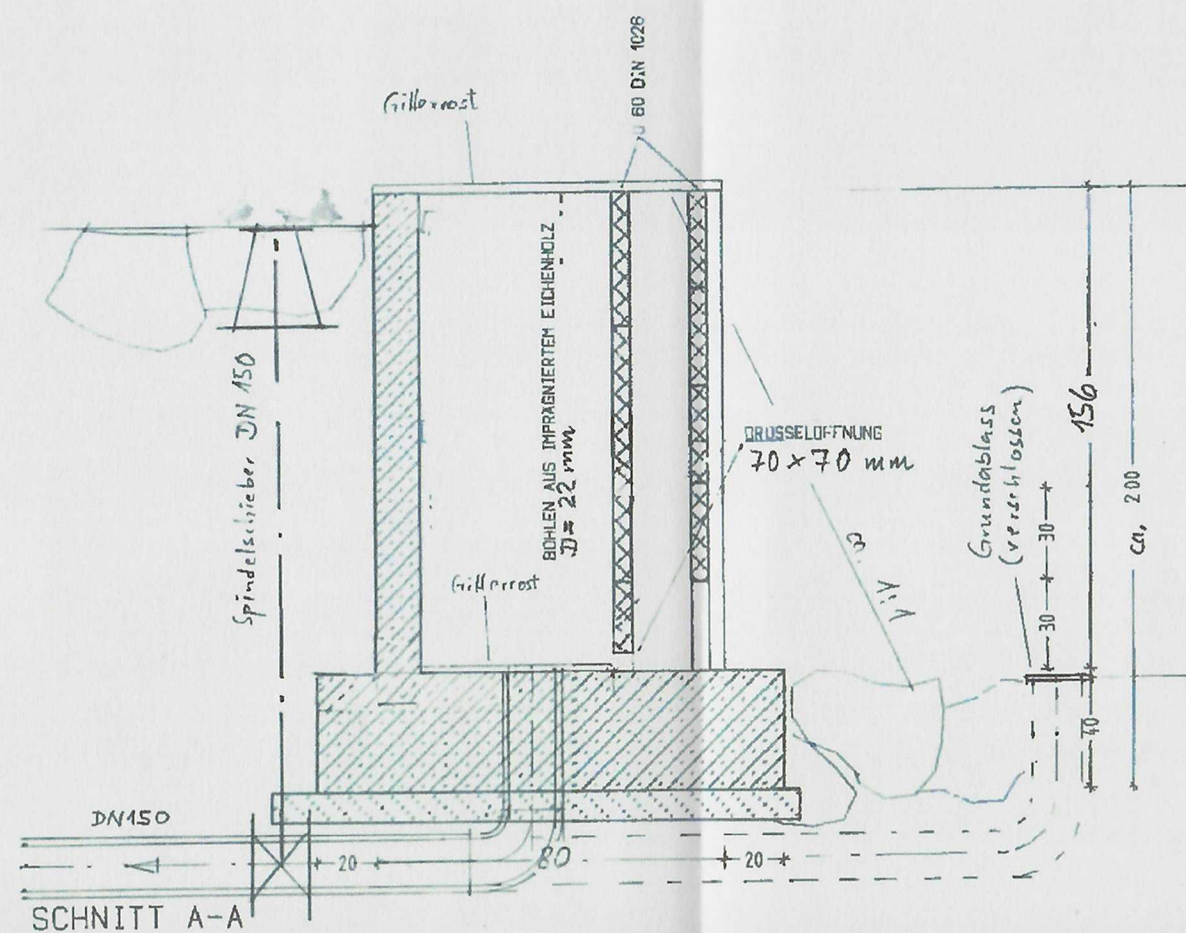 U 60 DIN 1026
Gitterrost
BOHLEN AUS IMPRÄGNIERTEM EICHENHOLZ
D = 22 mm
Spindelschieber DN 150
DROSSELÖFFNUNG
70 x 70 mm
Grundablass
(verschlossen)
156
ca. 200
30
30
40
Gitterrost
DN150
20
80
20
SCHNITT A-A